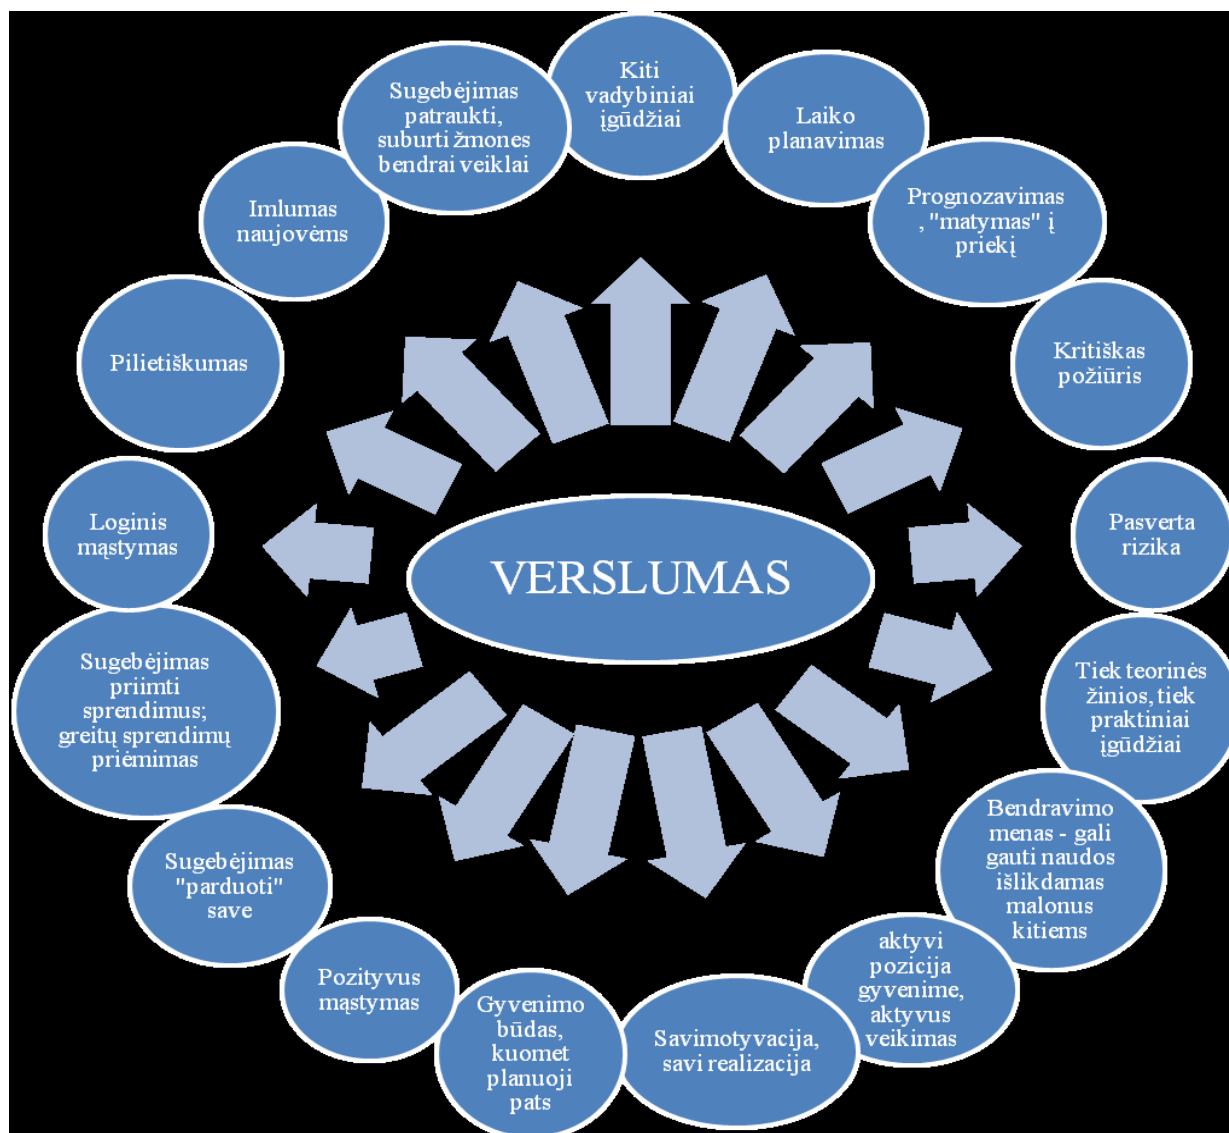 Kiti
vadybiniai
įgūdžiai
Laiko
planavimas
Prognozavimas
, "matymas" į
priekį
Kritiškas
požiūris
Pasverta
rizika
Tiek teorinės
žinios, tiek
praktiniai
įgūdžiai
Bendravimo
menas - gali
gauti naudos
išlikdamas
malonus
kitiems
aktyvi
pozicija
gyvenime,
aktyvus
veikimas
Savimotyvacija,
savi realizacija
Gyvenimo
būdas,
kuomet
planuoji
pats
Pozityvus
mąstymas
Sugebėjimas
"parduoti"
save
Sugebėjimas
priimti
sprendimus;
greitų sprendimų
priėmimas
Loginis
mąstymas
Pilietiškumas
Imlumas
naujovėms
Sugebėjimas
patraukti,
suburti žmones
bendrai veiklai
VERSLUMAS